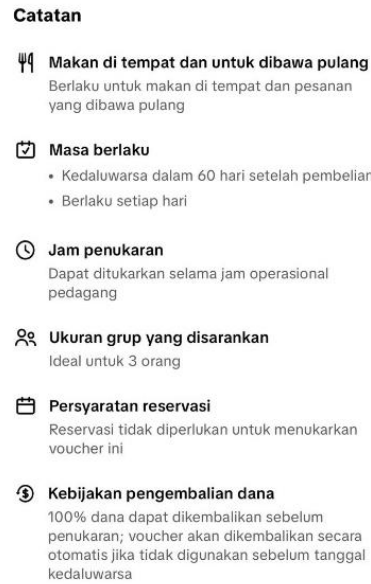 Catatan
Makan di tempat dan untuk dibawa pulang
Berlaku untuk makan di tempat dan pesanan
yang dibawa pulang
Masa berlaku
• Kedaluwarsa dalam 60 hari setelah pembelian
• Berlaku setiap hari
Jam penukaran
Dapat ditukarkan selama jam operasional
pedagang
Ukuran grup yang disarankan
Ideal untuk 3 orang
Persyaratan reservasi
Reservasi tidak diperlukan untuk menukarkan
voucher ini
Kebijakan pengembalian dana
100% dana dapat dikembalikan sebelum
penukaran; voucher akan dikembalikan secara
otomatis jika tidak digunakan sebelum tanggal
kedaluwarsa